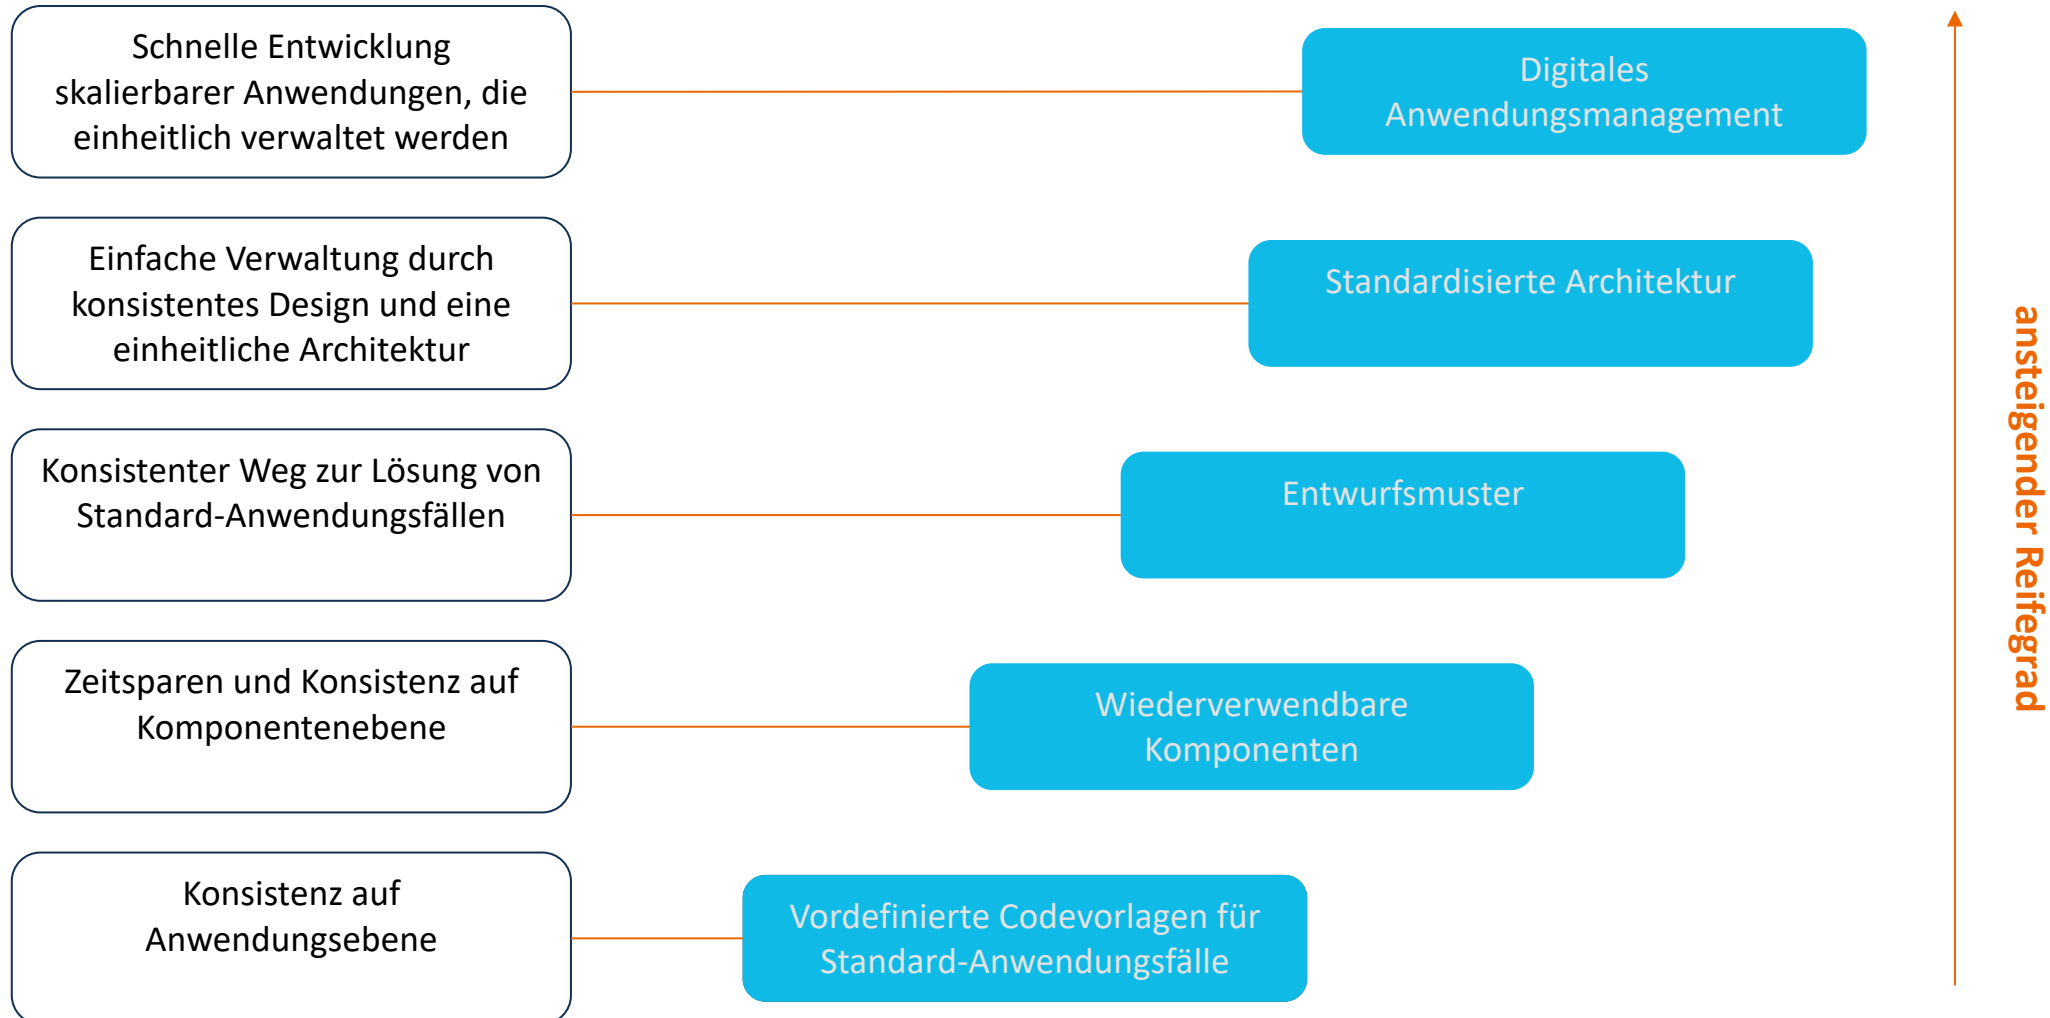 Schnelle Entwicklung
skalierbarer Anwendungen, die
einheitlich verwaltet werden
Digitales
Anwendungsmanagement
Einfache Verwaltung durch
konsistentes Design und eine
einheitliche Architektur
Standardisierte Architektur
Konsistenter Weg zur Lösung von
Standard-Anwendungsfällen
Entwurfsmuster
Zeitsparen und Konsistenz auf
Komponentenebene
Wiederverwendbare
Komponenten
Konsistenz auf
Anwendungsebene
Vordefinierte Codevorlagen für
Standard-Anwendungsfälle
ansteigender Reifegrad